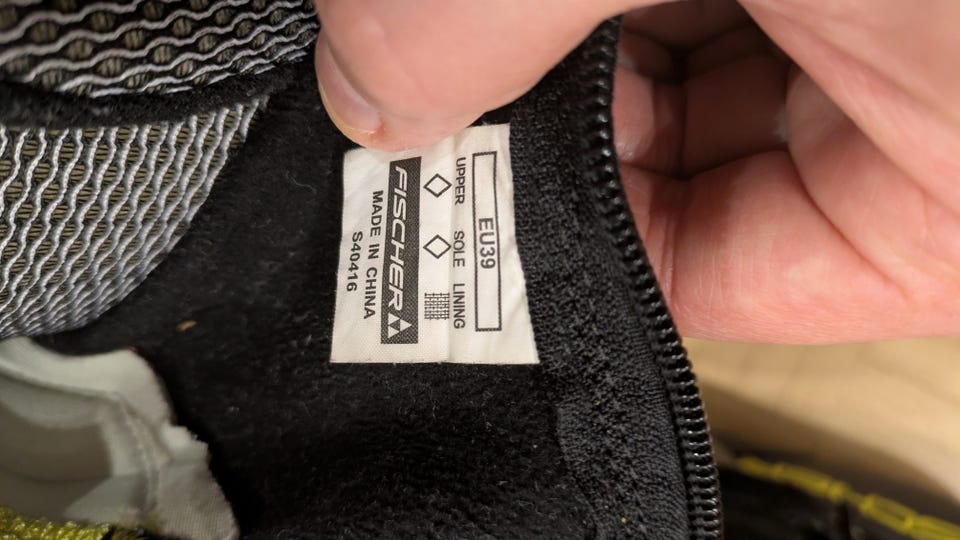 EU39
UPPER SOLE LINING
FISCHER
MADE IN CHINA
S40416